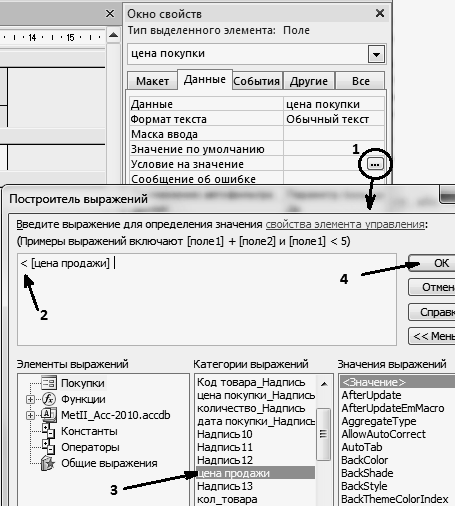 Окно свойств
· 14 · 15 ·
Тип выделенного элемента: Поле
цена покупки
Макет Данные События Другие Все
Данные цена покупки
Формат текста Обычный текст
Маска ввода
Значение по умолчанию
1
Условие на значение ...
Сообщение об ошибке
Построитель выражений
Введите выражение для определения значения свойства элемента управления:
(Примеры выражений включают [поле1] + [поле2] и [поле1] < 5)
< [цена продажи]
4
ОК
Отмена
2
Справк
<< Мень
Элементы выражений Категории выражений Значения выражений
Покупки
Функции
MetII_Acc-2010.accdb
Константы
Операторы
Общие выражения
Код товара_Надпись
цена покупки_Надпись
количество_Надпись
дата покупки_Надпись
Надпись10
Надпись11
Надпись12
цена продажи
3
Надпись13
кол_товара
<Значение>
AfterUpdate
AfterUpdateEmMacro
AggregateType
AllowAutoCorrect
AutoTab
BackColor
BackShade
BackStyle
BackThemeColorIndex